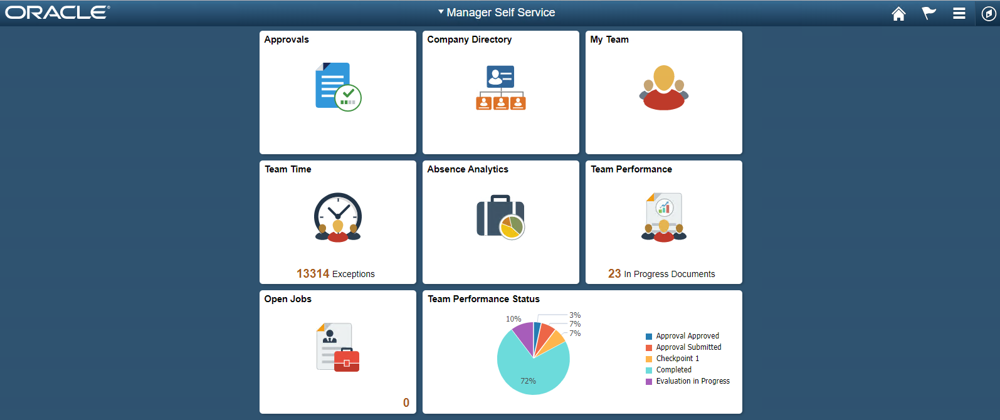 ORACLE®
Manager Self Service
Approvals
Company Directory
My Team
Team Time
13314 Exceptions
Absence Analytics
Team Performance
23 In Progress Documents
Open Jobs
0
Team Performance Status
3%
10%
7%
7%
72%
Approval Approved
Approval Submitted
Checkpoint 1
Completed
Evaluation in Progress